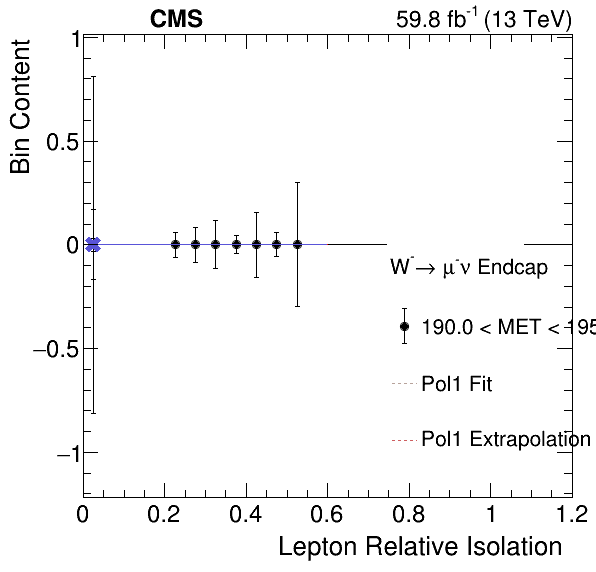 CMS 59.8 fb⁻¹ (13 TeV)
Bin Content
1
0.5
0
−0.5
−1
W⁻→ μ⁻ν Endcap
190.0 < MET < 195
Pol1 Fit
Pol1 Extrapolation
0 0.2 0.4 0.6 0.8 1 1.2
Lepton Relative Isolation